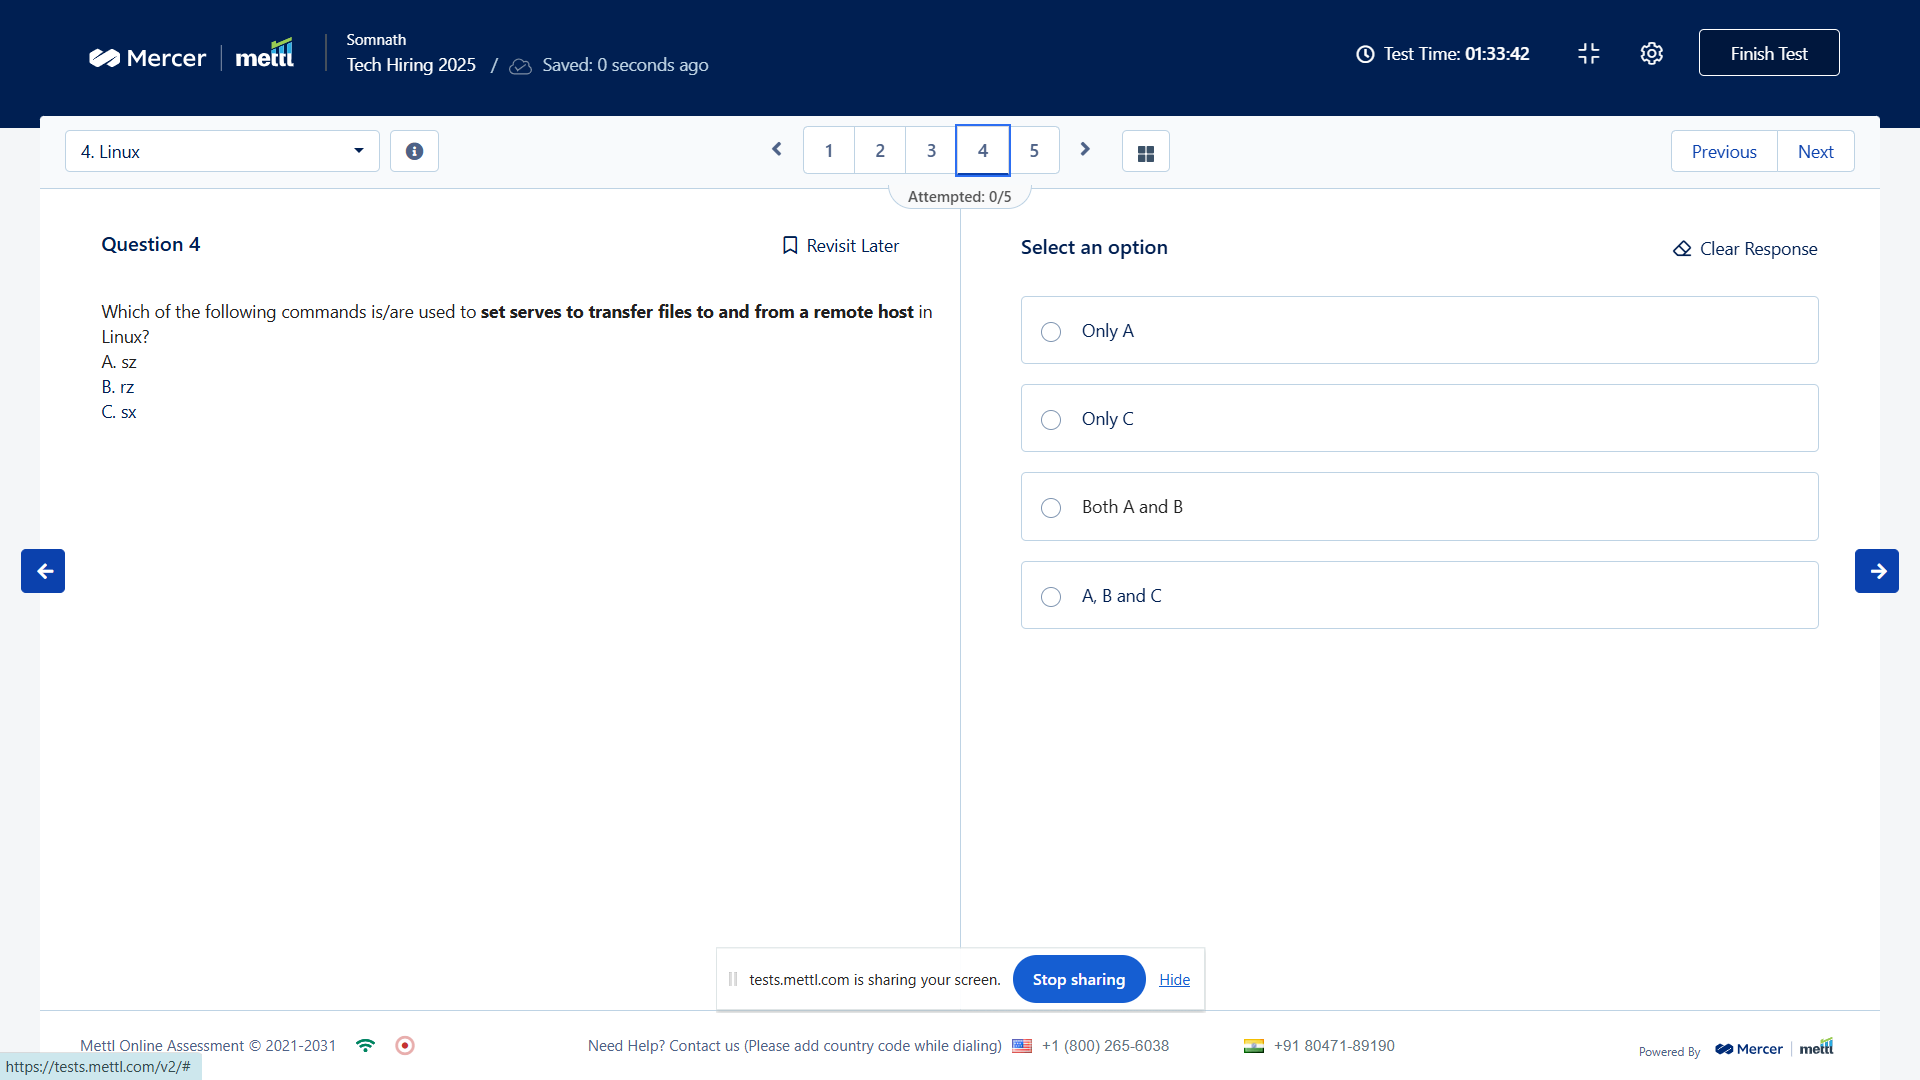 Mercer mettl
Somnath
Tech Hiring 2025 / Saved: 0 seconds ago
Test Time: 01:33:42
Finish Test
4. Linux
1 2 3 4 5
Previous Next
Attempted: 0/5
Question 4
Revisit Later
Which of the following commands is/are used to set serves to transfer files to and from a remote host in
Linux?
A. sz
B. rz
C. sx
Select an option
Clear Response
Only A
Only C
Both A and B
A, B and C
tests.mettl.com is sharing your screen. Stop sharing Hide
Mettl Online Assessment © 2021-2031
Need Help? Contact us (Please add country code while dialing) +1 (800) 265-6038 +91 80471-89190
Powered By Mercer mettl
https://tests.mettl.com/v2/#